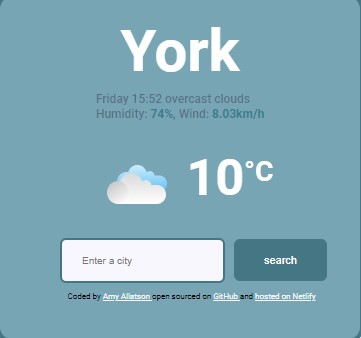 York
Friday 15:52 overcast clouds
Humidity: 74%, Wind: 8.03km/h
10°C
Enter a city
search
Coded by Amy Allatson open sourced on GitHub and hosted on Netlify